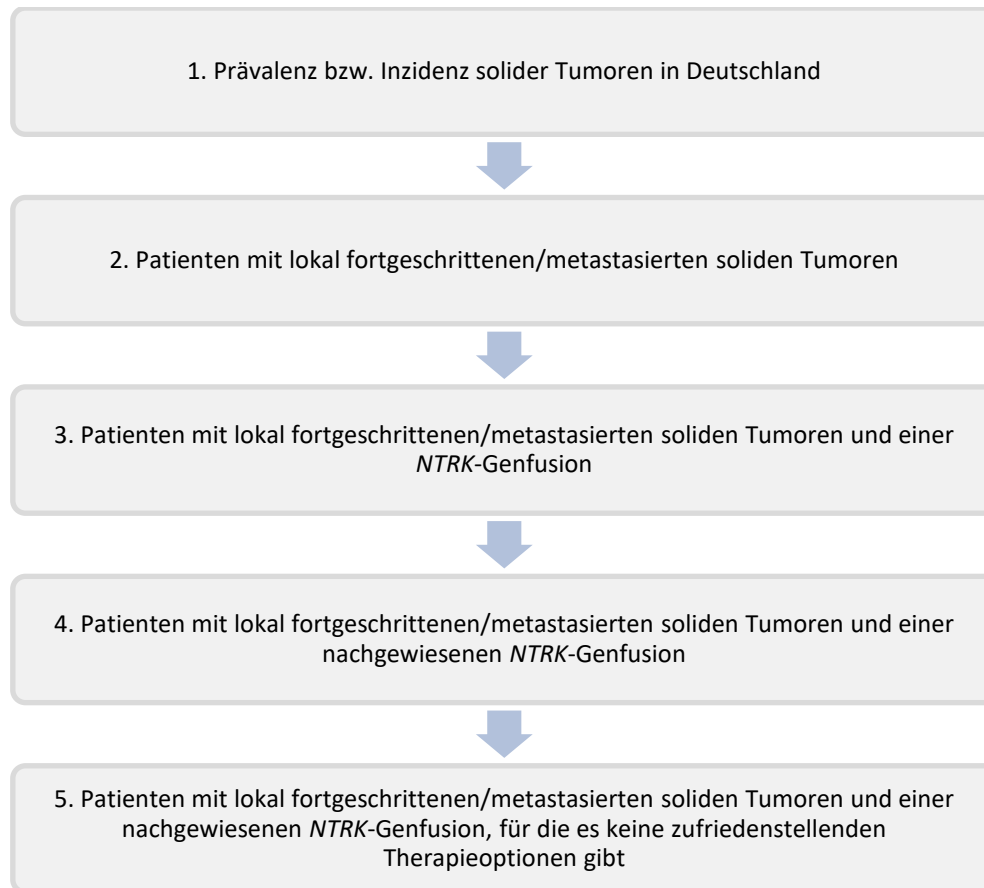 1. Prävalenz bzw. Inzidenz solider Tumoren in Deutschland
2. Patienten mit lokal fortgeschrittenen/metastasierten soliden Tumoren
3. Patienten mit lokal fortgeschrittenen/metastasierten soliden Tumoren und einer
NTRK-Genfusion
4. Patienten mit lokal fortgeschrittenen/metastasierten soliden Tumoren und einer
nachgewiesenen NTRK-Genfusion
5. Patienten mit lokal fortgeschrittenen/metastasierten soliden Tumoren und einer
nachgewiesenen NTRK-Genfusion, für die es keine zufriedenstellenden
Therapieoptionen gibt